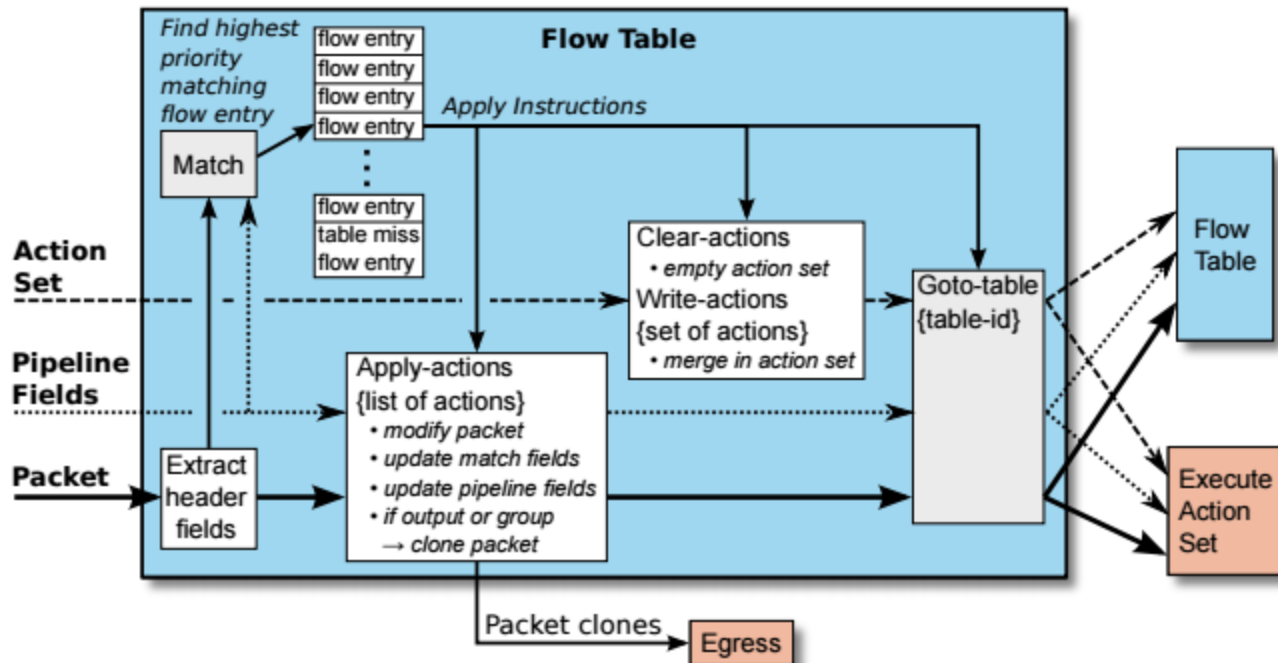 Find highest
priority
matching
flow entry
flow entry
flow entry
flow entry
flow entry
Flow Table
Apply Instructions
Match
flow entry
table miss
flow entry
Action
Set
Clear-actions
• empty action set
Write-actions
{set of actions}
• merge in action set
Goto-table
{table-id}
Flow
Table
Pipeline
Fields
Apply-actions
{list of actions}
• modify packet
• update match fields
• update pipeline fields
• if output or group
→ clone packet
Packet
Extract
header
fields
Execute
Action
Set
Packet clones
Egress